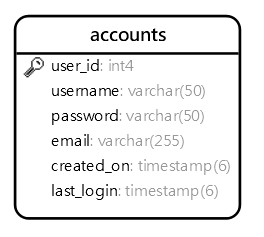 accounts
user_id: int4
username: varchar(50)
password: varchar(50)
email: varchar(255)
created_on: timestamp(6)
last_login: timestamp(6)